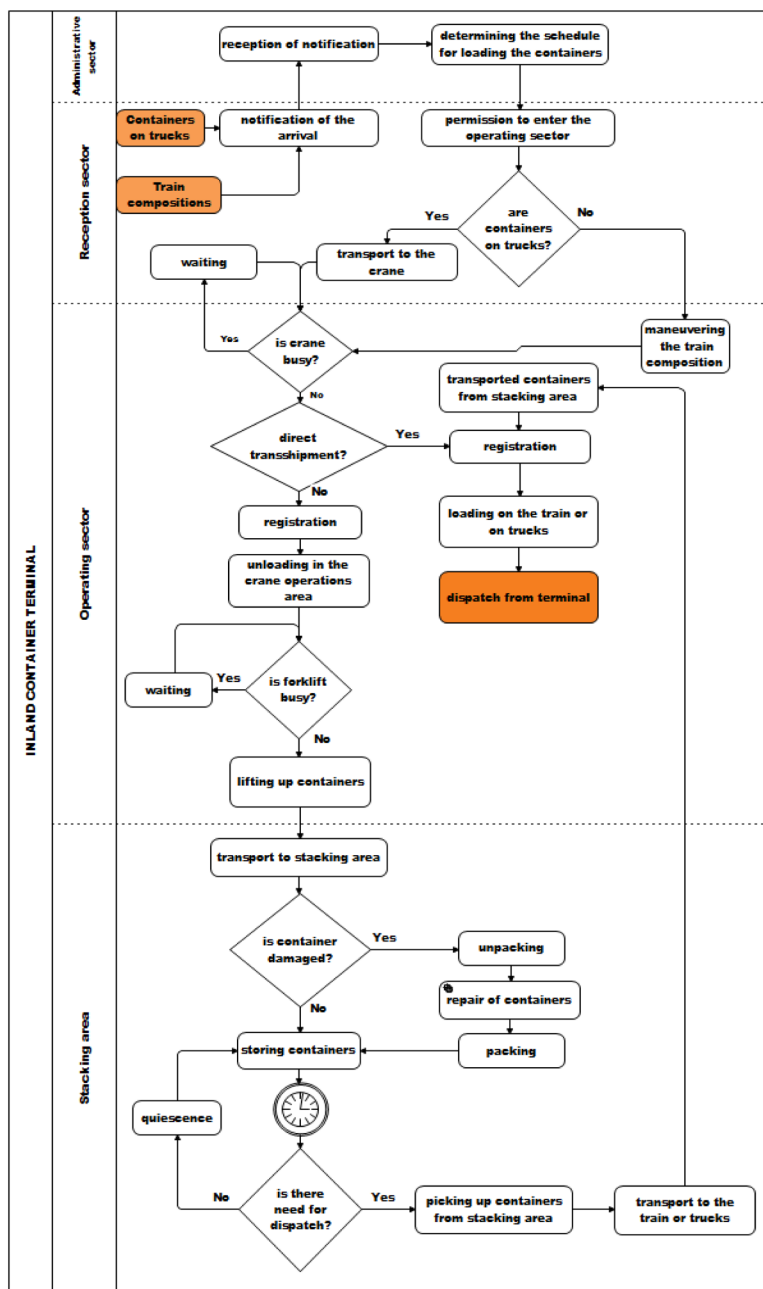 INLAND CONTAINER TERMINAL
Administrative
sector
reception of notification
determining the schedule
for loading the containers
Reception sector
Containers
on trucks
notification of the
arrival
permission to enter the
operating sector
Train
compositions
are
containers
on trucks?
Yes
No
waiting
transport to the
crane
Operating sector
is crane
busy?
Yes
No
maneuvering
the train
composition
transported containers
from stacking area
direct
transshipment?
Yes
No
registration
registration
loading on the train or
on trucks
unloading in the
crane operations
area
dispatch from terminal
is forklift
busy?
Yes
waiting
No
lifting up containers
Stacking area
transport to stacking area
is container
damaged?
Yes
No
unpacking
repair of containers
packing
storing containers
quiescence
is there
need for
dispatch?
No
Yes
picking up containers
from stacking area
transport to the
train or trucks